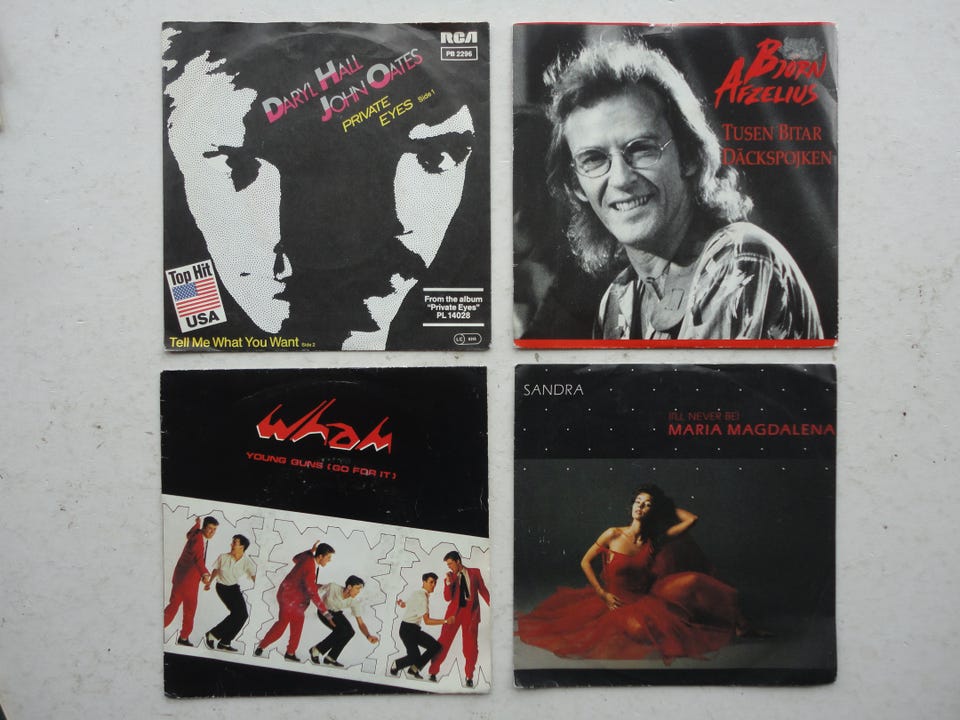 RCA
PB 2296
DARYL HALL
JOHN OATES
PRIVATE
EYES Side 1
Top Hit
USA
From the album
"Private Eyes"
PL 14028
Tell Me What You Want Side 2
BJÖRN
AFZELIUS
TUSEN BITAR
DÄCKSPOJKEN
wham
YOUNG GUNS (GO FOR IT)
SANDRA
(I'LL NEVER BE)
MARIA MAGDALENA